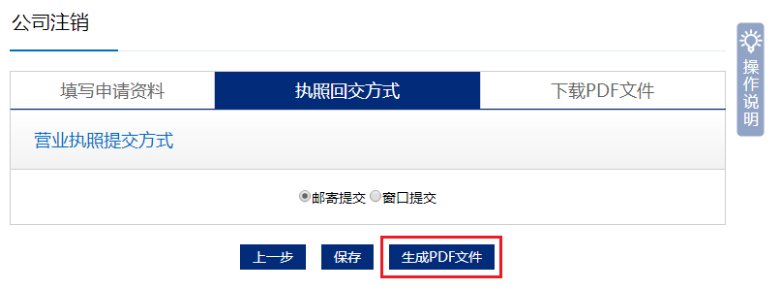 公司注销
填写申请资料 执照回交方式 下载PDF文件
营业执照提交方式
邮寄提交 窗口提交
上一步 保存 生成PDF文件
操作说明